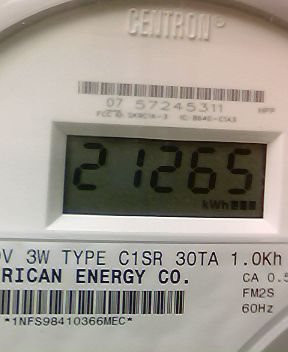 CENTRON®
07 57245311
HPP
21265
kWh
V 3W TYPE C1SR 30TA 1.0Kh
RICAN ENERGY CO.
CA 0.5
FM2S
60Hz
*1NFS98410366MEC*